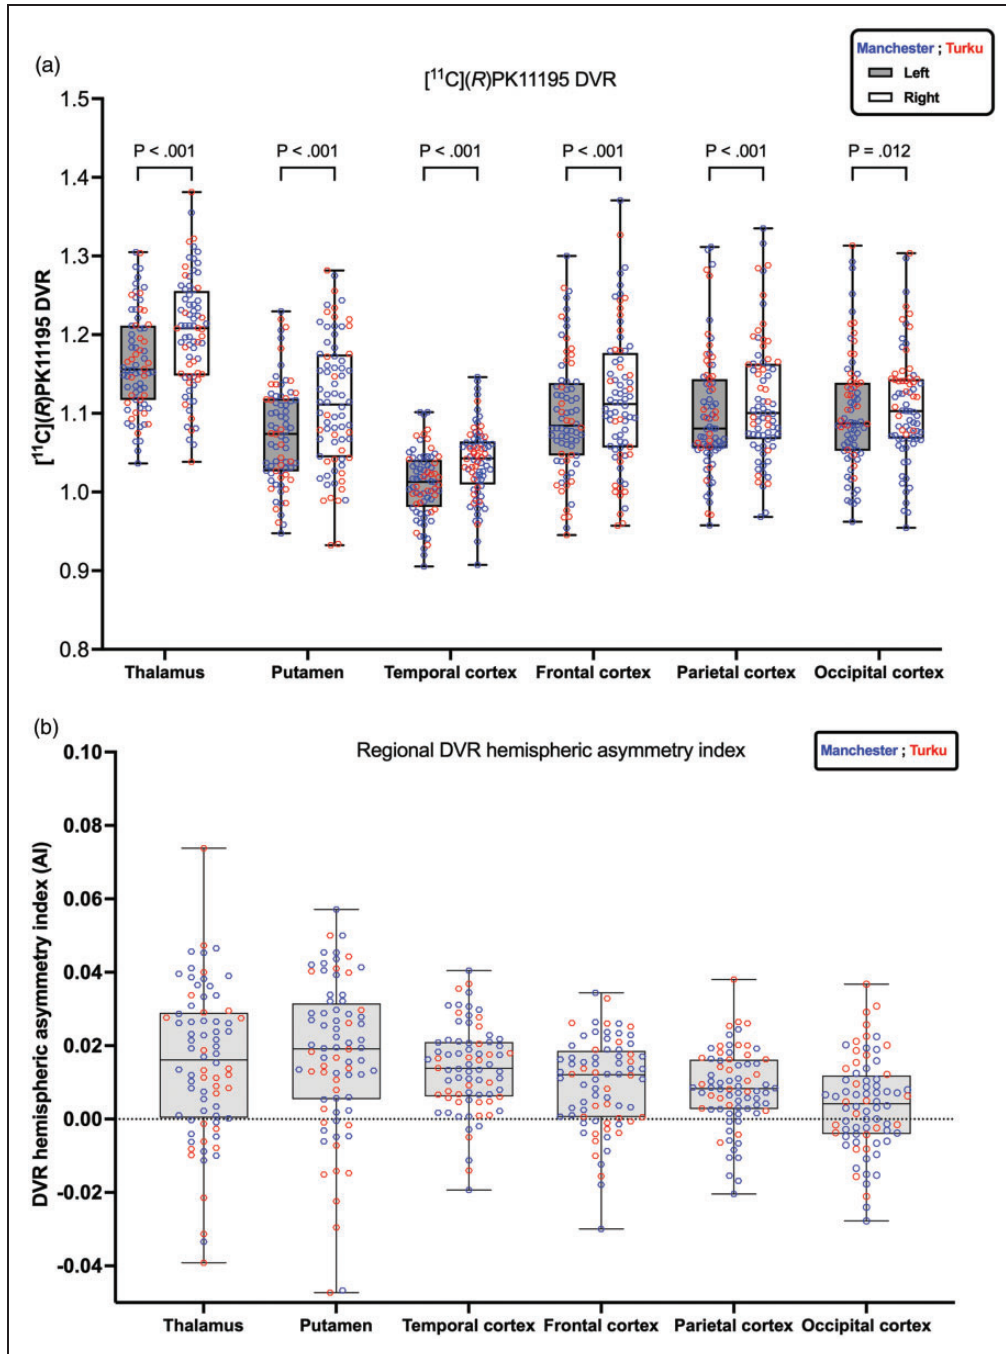 (a)
[¹¹C](R)PK11195 DVR
Manchester ; Turku
Left
Right
[¹¹C](R)PK11195 DVR
1.5
1.4
1.3
1.2
1.1
1.0
0.9
0.8
P < .001
P < .001
P < .001
P < .001
P < .001
P = .012
Thalamus
Putamen
Temporal cortex
Frontal cortex
Parietal cortex
Occipital cortex
(b)
Regional DVR hemispheric asymmetry index
Manchester ; Turku
DVR hemispheric asymmetry index (AI)
0.10
0.08
0.06
0.04
0.02
0.00
-0.02
-0.04
Thalamus
Putamen
Temporal cortex
Frontal cortex
Parietal cortex
Occipital cortex